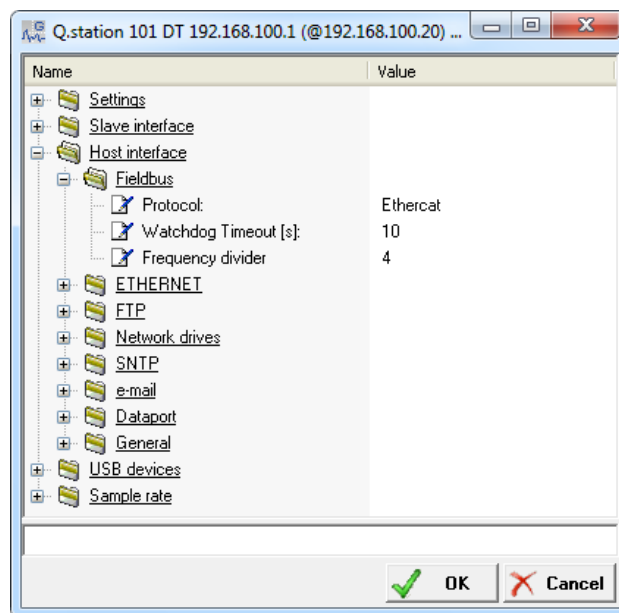 Q.station 101 DT 192.168.100.1 (@192.168.100.20) ...
Name Value
Settings
Slave interface
Host interface
Fieldbus
Protocol: Ethercat
Watchdog Timeout [s]: 10
Frequency divider 4
ETHERNET
FTP
Network drives
SNTP
e-mail
Dataport
General
USB devices
Sample rate
OK Cancel